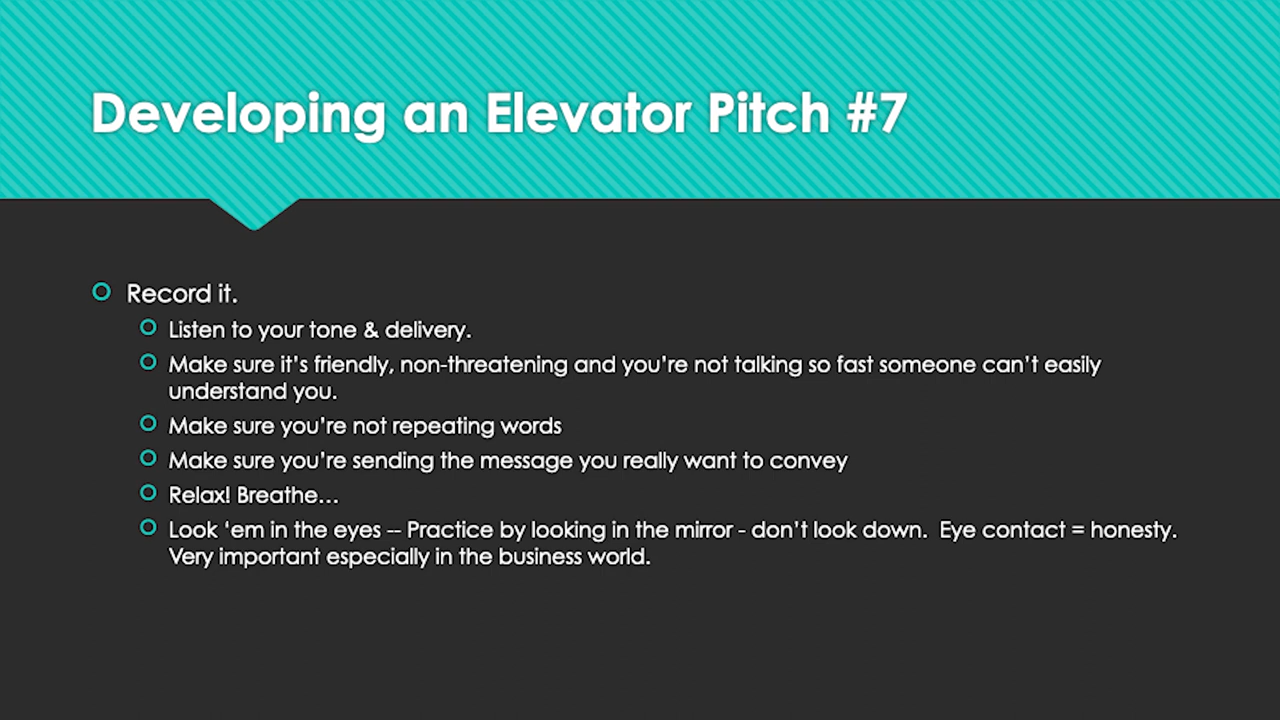 Developing an Elevator Pitch #7
Record it.
Listen to your tone & delivery.
Make sure it’s friendly, non-threatening and you’re not talking so fast someone can’t easily
understand you.
Make sure you’re not repeating words
Make sure you’re sending the message you really want to convey
Relax! Breathe…
Look ‘em in the eyes -- Practice by looking in the mirror - don’t look down.  Eye contact = honesty.
Very important especially in the business world.